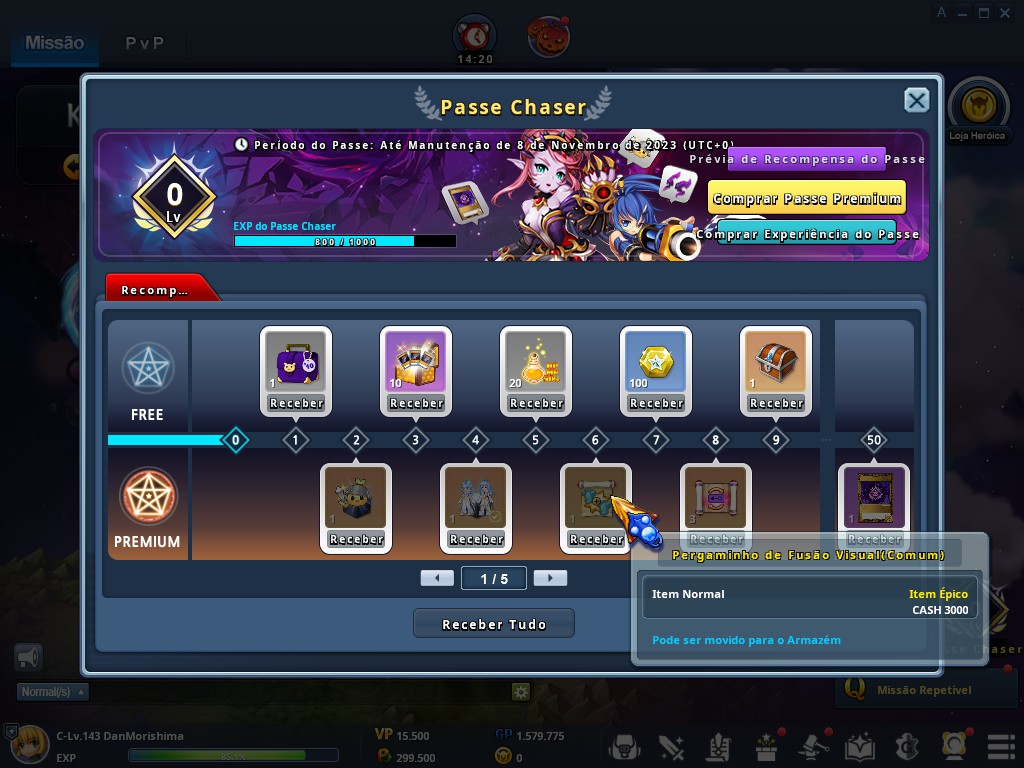 A
Missão
PvP
14:20
Loja Heróica
Passe Chaser
Período do Passe: Até Manutenção de 8 de Novembro de 2023 (UTC+0)
Prévia de Recompensa do Passe
0
Lv
Comprar Passe Premium
EXP do Passe Chaser
800 / 1000
Comprar Experiência do Passe
Recomp...
FREE
1
10
20
100
1
Receber
Receber
Receber
Receber
Receber
0 1 2 3 4 5 6 7 8 9 ... 50
PREMIUM
1
1
1
3
1
Receber
Receber
Receber
Receber
Receber
1 / 5
Receber Tudo
Pergaminho de Fusão Visual(Comum)
Item Normal
Item Épico
CASH 3000
Pode ser movido para o Armazém
Normal(/s)
Q Missão Repetível
C-Lv.143 DanMorishima
EXP
VP 15.500
GP 1.579.775
299.500
0